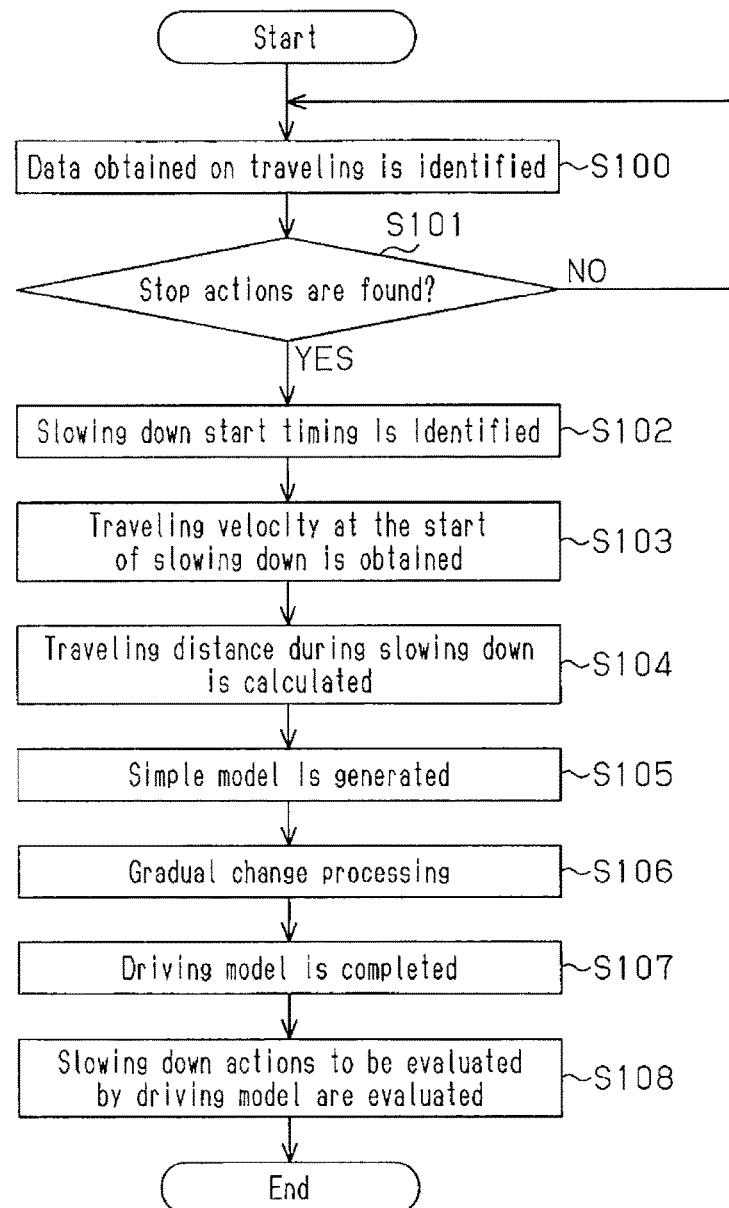 Start
Data obtained on traveling is identified
S100
S101
Stop actions are found?
NO
YES
Slowing down start timing is identified
S102
Traveling velocity at the start
of slowing down is obtained
S103
Traveling distance during slowing down
is calculated
S104
Simple model is generated
S105
Gradual change processing
S106
Driving model is completed
S107
Slowing down actions to be evaluated
by driving model are evaluated
S108
End